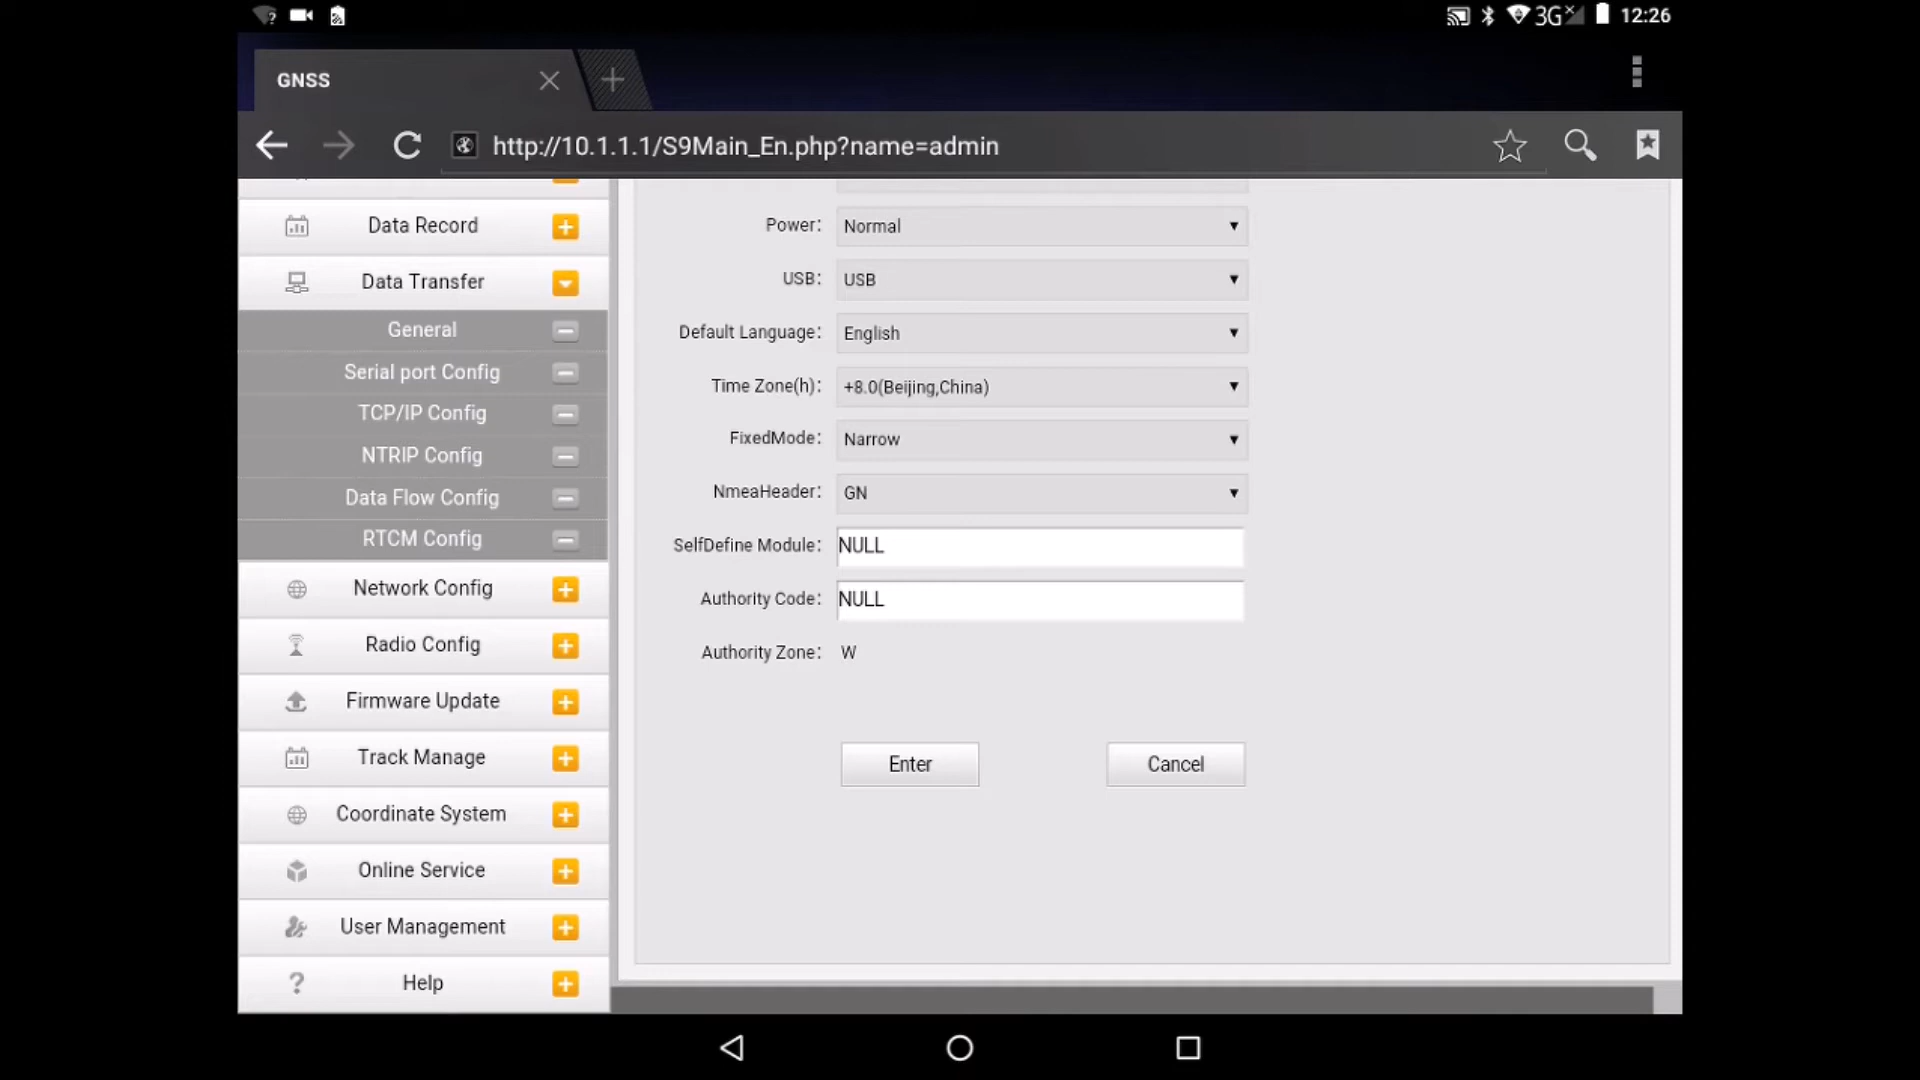 3G
12:26
GNSS
http://10.1.1.1/S9Main_En.php?name=admin
Data Record
Data Transfer
General
Serial port Config
TCP/IP Config
NTRIP Config
Data Flow Config
RTCM Config
Network Config
Radio Config
Firmware Update
Track Manage
Coordinate System
Online Service
User Management
Help
Power: Normal
USB: USB
Default Language: English
Time Zone(h): +8.0(Beijing,China)
FixedMode: Narrow
NmeaHeader: GN
SelfDefine Module: NULL
Authority Code: NULL
Authority Zone: W
Enter Cancel